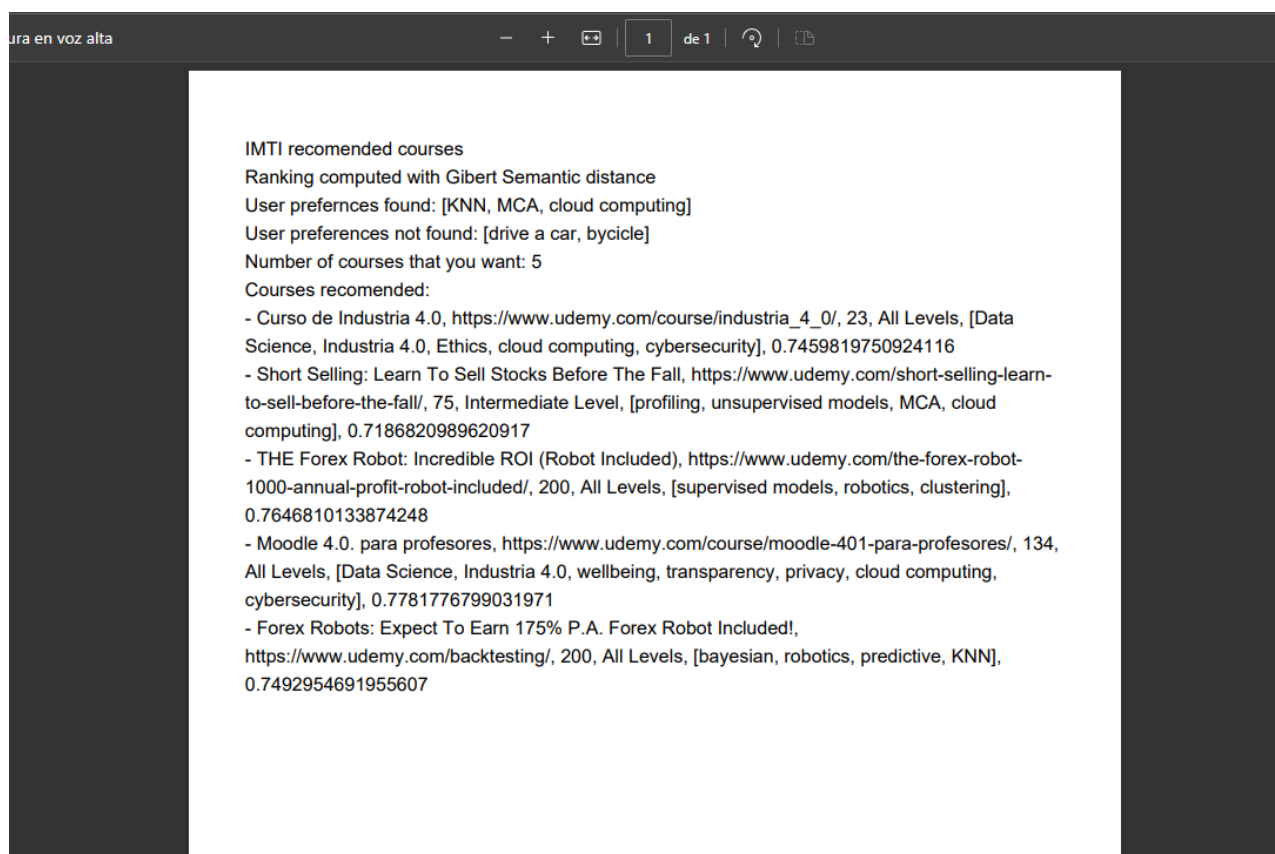 ura en voz alta
1 de 1
IMTI recomended courses
Ranking computed with Gibert Semantic distance
User prefernces found: [KNN, MCA, cloud computing]
User preferences not found: [drive a car, bycicle]
Number of courses that you want: 5
Courses recomended:
- Curso de Industria 4.0, https://www.udemy.com/course/industria_4_0/, 23, All Levels, [Data
Science, Industria 4.0, Ethics, cloud computing, cybersecurity], 0.7459819750924116
- Short Selling: Learn To Sell Stocks Before The Fall, https://www.udemy.com/short-selling-learn-
to-sell-before-the-fall/, 75, Intermediate Level, [profiling, unsupervised models, MCA, cloud
computing], 0.7186820989620917
- THE Forex Robot: Incredible ROI (Robot Included), https://www.udemy.com/the-forex-robot-
1000-annual-profit-robot-included/, 200, All Levels, [supervised models, robotics, clustering],
0.7646810133874248
- Moodle 4.0. para profesores, https://www.udemy.com/course/moodle-401-para-profesores/, 134,
All Levels, [Data Science, Industria 4.0, wellbeing, transparency, privacy, cloud computing,
cybersecurity], 0.7781776799031971
- Forex Robots: Expect To Earn 175% P.A. Forex Robot Included!,
https://www.udemy.com/backtesting/, 200, All Levels, [bayesian, robotics, predictive, KNN],
0.7492954691955607